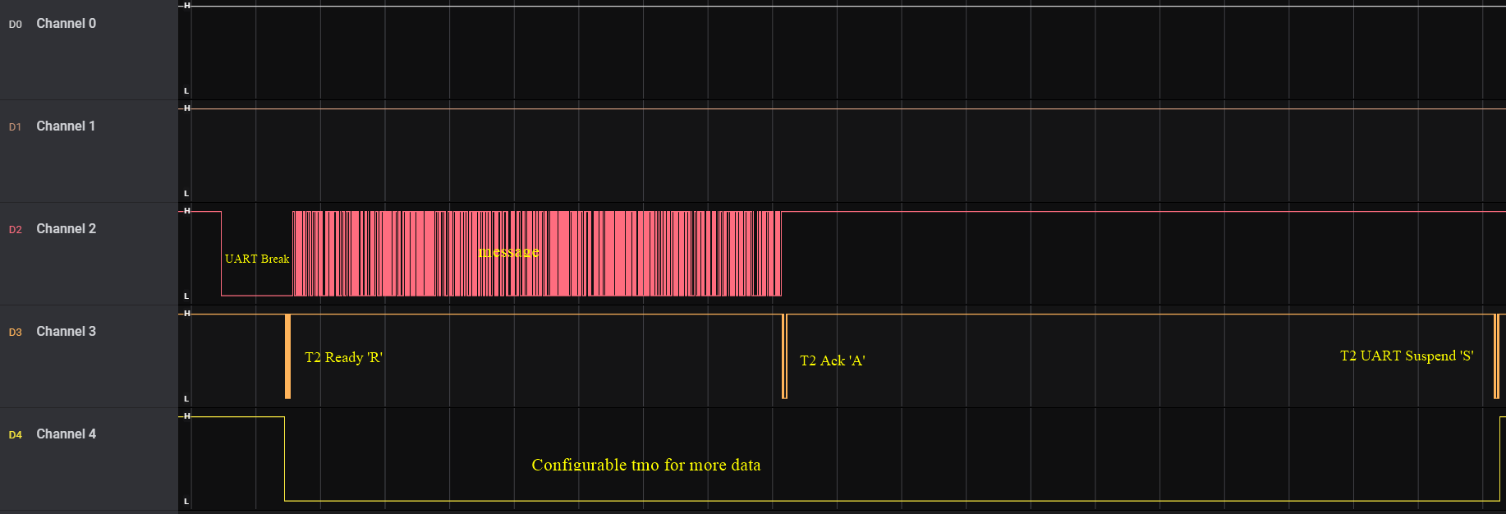 D0 Channel 0
H
L
D1 Channel 1
H
L
D2 Channel 2
H
UART Break
message
L
D3 Channel 3
H
T2 Ready 'R'
T2 Ack 'A'
T2 UART Suspend 'S'
L
D4 Channel 4
H
Configurable tmo for more data
L